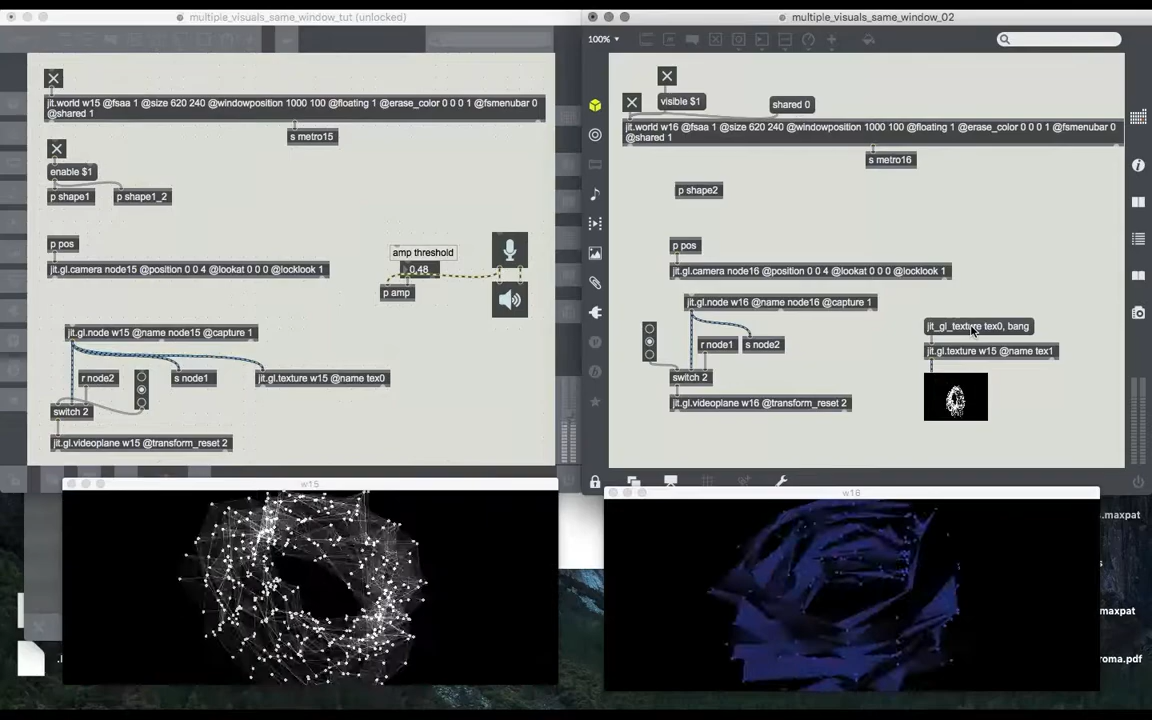 multiple_visuals_same_window_tut (unlocked)
jit.world w15 @fsaa 1 @size 620 240 @windowposition 1000 100 @floating 1 @erase_color 0 0 0 1 @fsmenubar 0
@shared 1
s metro15
enable $1
p shape1
p shape1_2
p pos
jit.gl.camera node15 @position 0 0 4 @lookat 0 0 0 @locklook 1
amp threshold
0.48
p amp
jit.gl.node w15 @name node15 @capture 1
r node2
s node1
jit.gl.texture w15 @name tex0
switch 2
jit.gl.videoplane w15 @transform_reset 2
w15
multiple_visuals_same_window_02
100%
visible $1
shared 0
jit.world w16 @fsaa 1 @size 620 240 @windowposition 1000 100 @floating 1 @erase_color 0 0 0 1 @fsmenubar 0
@shared 1
s metro16
p shape2
p pos
jit.gl.camera node16 @position 0 0 4 @lookat 0 0 0 @locklook 1
jit.gl.node w16 @name node16 @capture 1
r node1
s node2
switch 2
jit.gl.videoplane w16 @transform_reset 2
jit_gl_texture tex0, bang
jit.gl.texture w15 @name tex1
w16
.maxpat
maxpat
roma.pdf